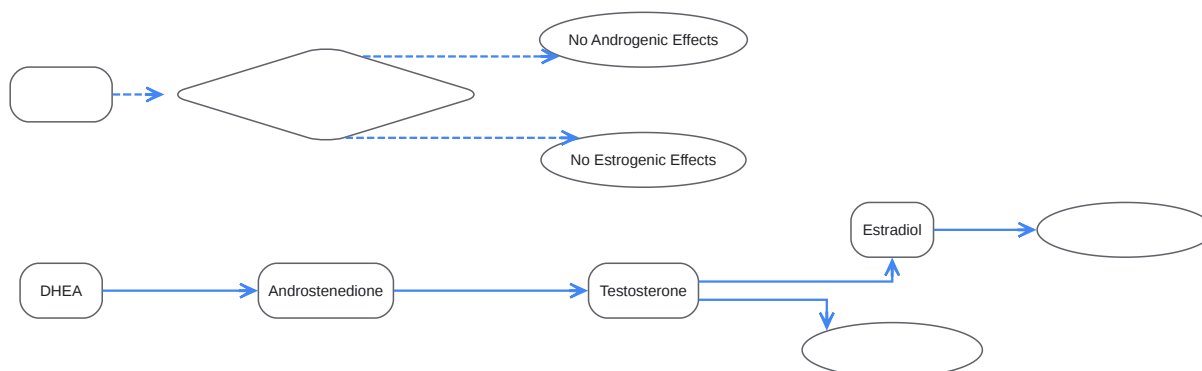 No Androgenic Effects
No Estrogenic Effects
Estradiol
DHEA
Androstenedione
Testosterone